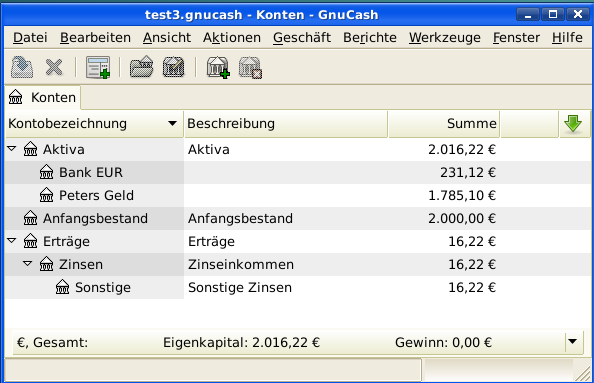 test3.gnucash - Konten - GnuCash
Datei Bearbeiten Ansicht Aktionen Geschäft Berichte Werkzeuge Fenster Hilfe
Konten
Kontobezeichnung Beschreibung Summe
Aktiva Aktiva 2.016,22 €
Bank EUR 231,12 €
Peters Geld 1.785,10 €
Anfangsbestand Anfangsbestand 2.000,00 €
Erträge Erträge 16,22 €
Zinsen Zinseinkommen 16,22 €
Sonstige Sonstige Zinsen 16,22 €
€, Gesamt: Eigenkapital: 2.016,22 € Gewinn: 0,00 €